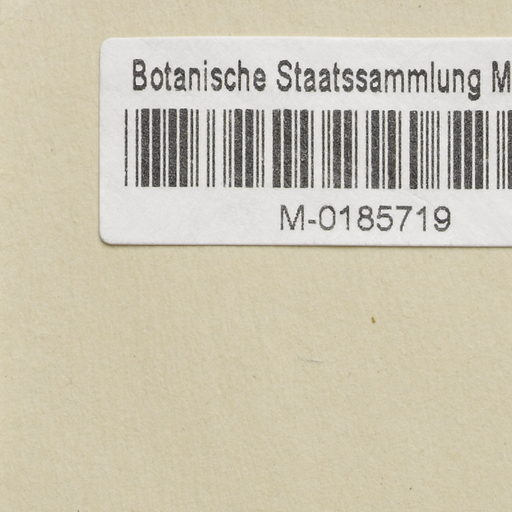 Botanische Staatssammlung M
M-0185719